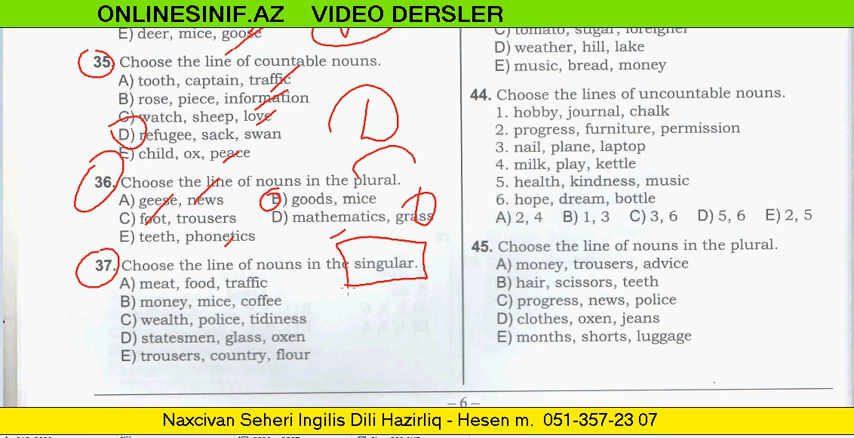 ONLINESINIF.AZ VIDEO DERSLER
E) deer, mice, goose
35. Choose the line of countable nouns.
A) tooth, captain, traffic
B) rose, piece, information
C) watch, sheep, love
D) refugee, sack, swan
E) child, ox, peace
D
36. Choose the line of nouns in the plural.
A) geese, news B) goods, mice
C) foot, trousers D) mathematics, grass
E) teeth, phonetics
37. Choose the line of nouns in the singular.
A) meat, food, traffic
B) money, mice, coffee
C) wealth, police, tidiness
D) statesmen, glass, oxen
E) trousers, country, flour
C) tomato, sugar, foreigner
D) weather, hill, lake
E) music, bread, money
44. Choose the lines of uncountable nouns.
1. hobby, journal, chalk
2. progress, furniture, permission
3. nail, plane, laptop
4. milk, play, kettle
5. health, kindness, music
6. hope, dream, bottle
A) 2, 4 B) 1, 3 C) 3, 6 D) 5, 6 E) 2, 5
45. Choose the line of nouns in the plural.
A) money, trousers, advice
B) hair, scissors, teeth
C) progress, news, police
D) clothes, oxen, jeans
E) months, shorts, luggage
– 6 –
Naxcivan Seheri Ingilis Dili Hazirliq - Hesen m. 051-357-23 07